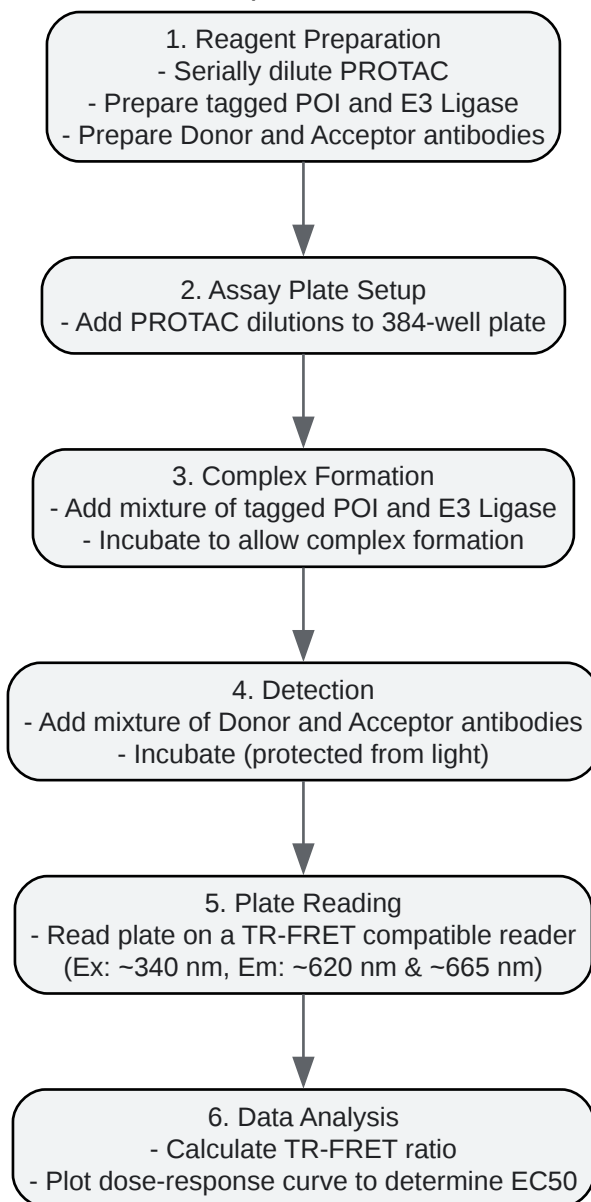 1. Reagent Preparation
- Serially dilute PROTAC
- Prepare tagged POI and E3 Ligase
- Prepare Donor and Acceptor antibodies
2. Assay Plate Setup
- Add PROTAC dilutions to 384-well plate
3. Complex Formation
- Add mixture of tagged POI and E3 Ligase
- Incubate to allow complex formation
4. Detection
- Add mixture of Donor and Acceptor antibodies
- Incubate (protected from light)
5. Plate Reading
- Read plate on a TR-FRET compatible reader
(Ex: ~340 nm, Em: ~620 nm & ~665 nm)
6. Data Analysis
- Calculate TR-FRET ratio
- Plot dose-response curve to determine EC50